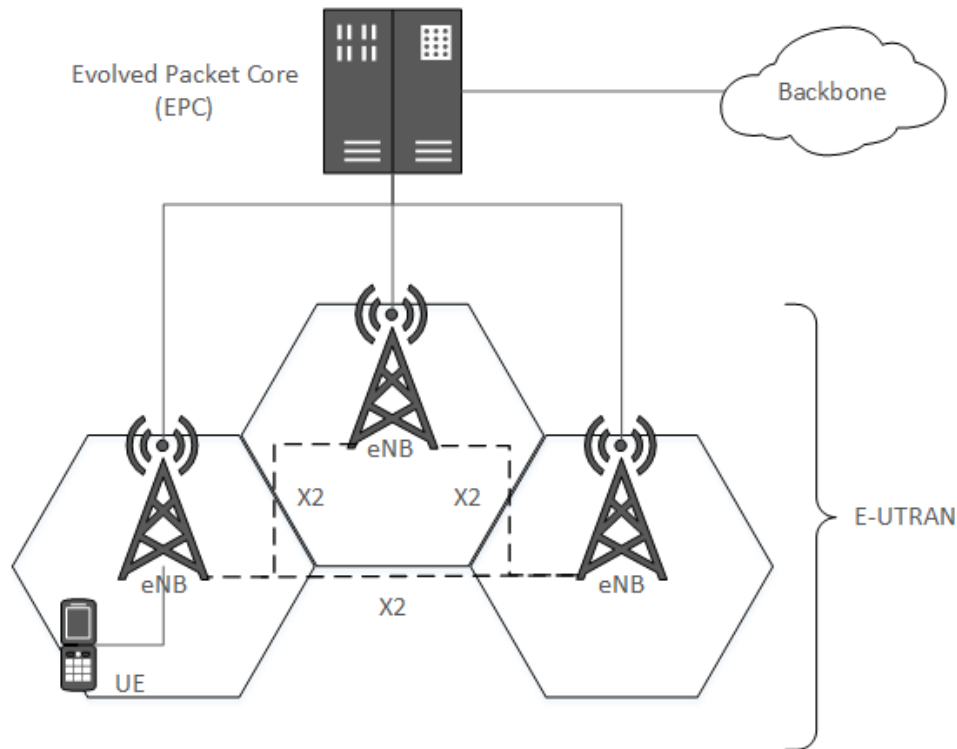 Evolved Packet Core
(EPC)
Backbone
eNB
X2
X2
E-UTRAN
eNB
eNB
X2
UE